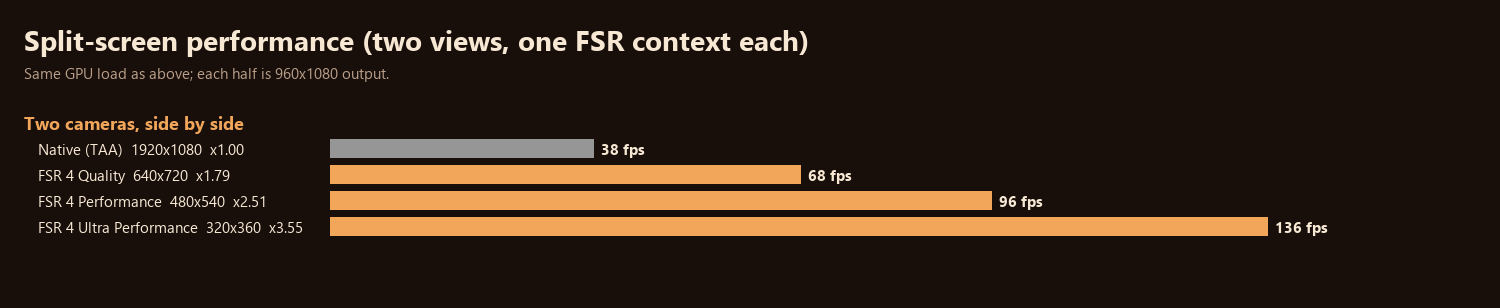 Split-screen performance (two views, one FSR context each)
Same GPU load as above; each half is 960x1080 output.
Two cameras, side by side
Native (TAA)  1920x1080  x1.00  38 fps
FSR 4 Quality  640x720  x1.79  68 fps
FSR 4 Performance  480x540  x2.51  96 fps
FSR 4 Ultra Performance  320x360  x3.55  136 fps